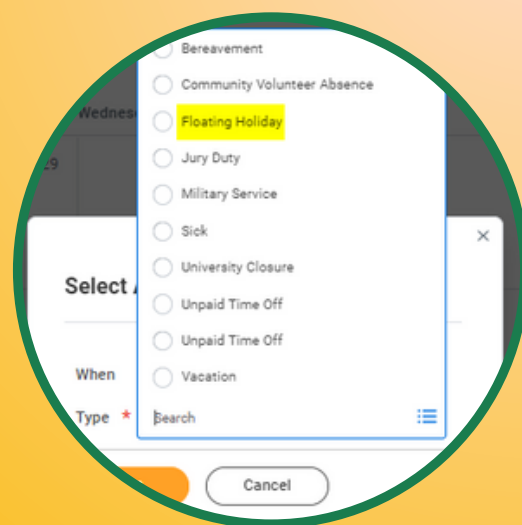 Bereavement
Community Volunteer Absence
Wednes
Floating Holiday
Jury Duty
29
Military Service
Sick
University Closure
Select
Unpaid Time Off
Unpaid Time Off
When
Vacation
Type *
Search
Cancel